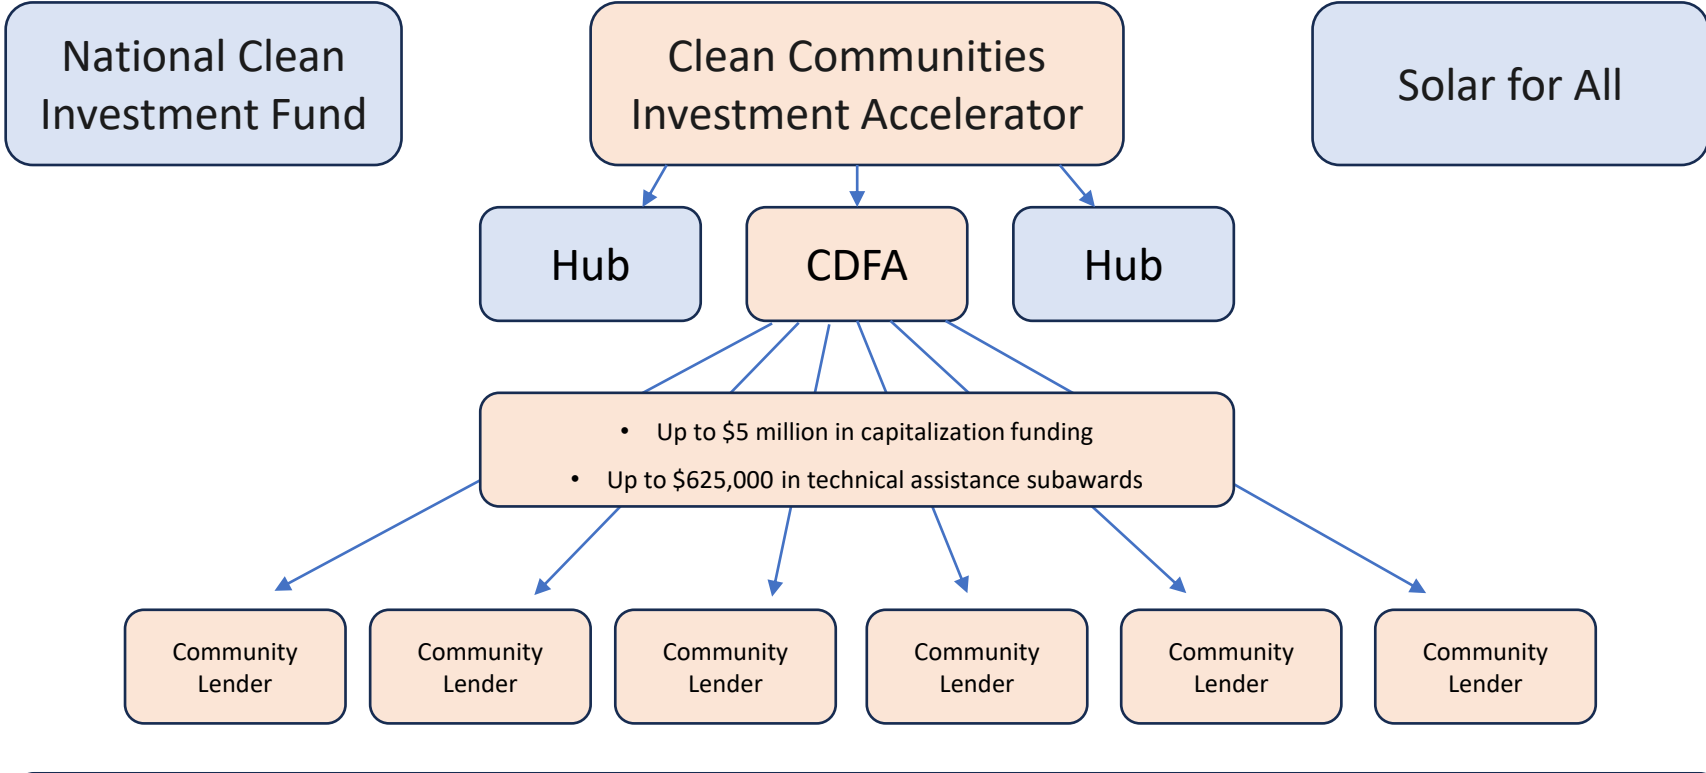 National Clean
Investment Fund
Clean Communities
Investment Accelerator
Solar for All
Hub
CDFA
Hub
• Up to $5 million in capitalization funding
• Up to $625,000 in technical assistance subawards
Community
Lender
Community
Lender
Community
Lender
Community
Lender
Community
Lender
Community
Lender